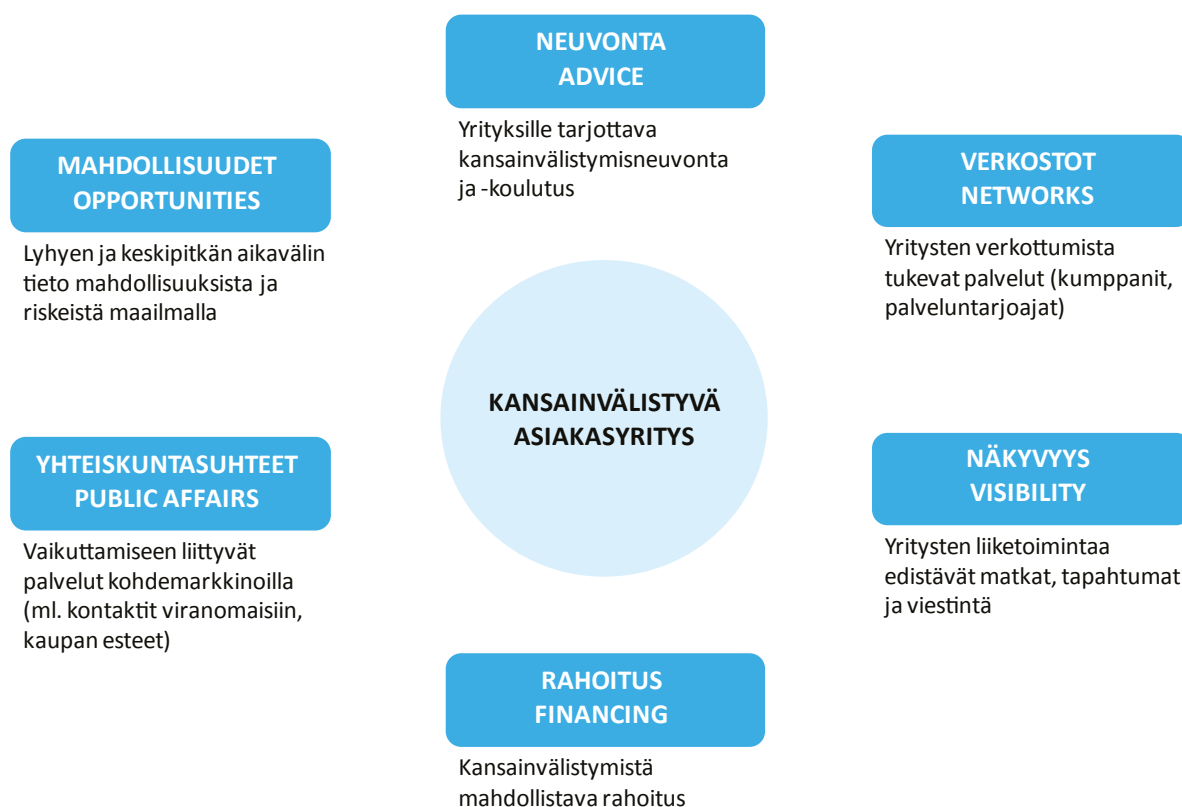 NEUVONTA
ADVICE
Yrityksille tarjottava
kansainvälistymisneuvonta
ja -koulutus
MAHDOLLISUUDET
OPPORTUNITIES
Lyhyen ja keskipitkän aikavälin
tieto mahdollisuuksista ja
riskeistä maailmalla
VERKOSTOT
NETWORKS
Yritysten verkottumista
tukevat palvelut (kumppanit,
palveluntarjoajat)
KANSAINVÄLISTYVÄ
ASIAKASYRITYS
YHTEISKUNTASUHTEET
PUBLIC AFFAIRS
Vaikuttamiseen liittyvät
palvelut kohdemarkkinoilla
(ml. kontaktit viranomaisiin,
kaupan esteet)
NÄKYVYYS
VISIBILITY
Yritysten liiketoimintaa
edistävät matkat, tapahtumat
ja viestintä
RAHOITUS
FINANCING
Kansainvälistymistä
mahdollistava rahoitus